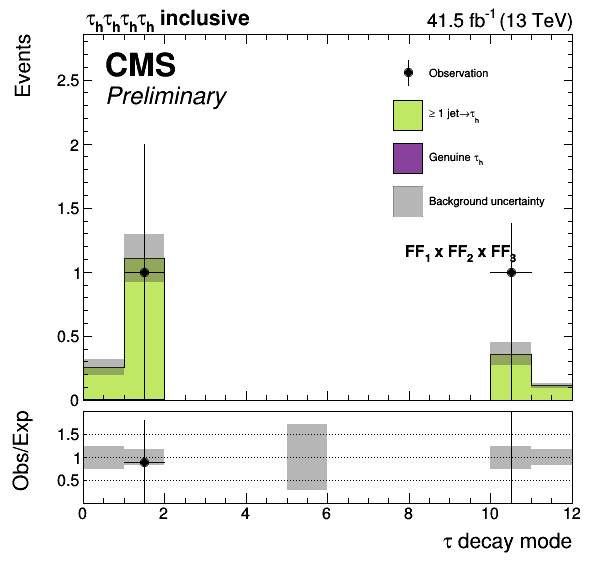 τₕτₕτₕτₕ inclusive
41.5 fb⁻¹ (13 TeV)
Events
CMS
Preliminary
Observation
≥ 1 jet→τₕ
Genuine τₕ
Background uncertainty
FF₁ x FF₂ x FF₃
2.5
2
1.5
1
0.5
0
Obs/Exp
1.5
1
0.5
0 2 4 6 8 10 12
τ decay mode